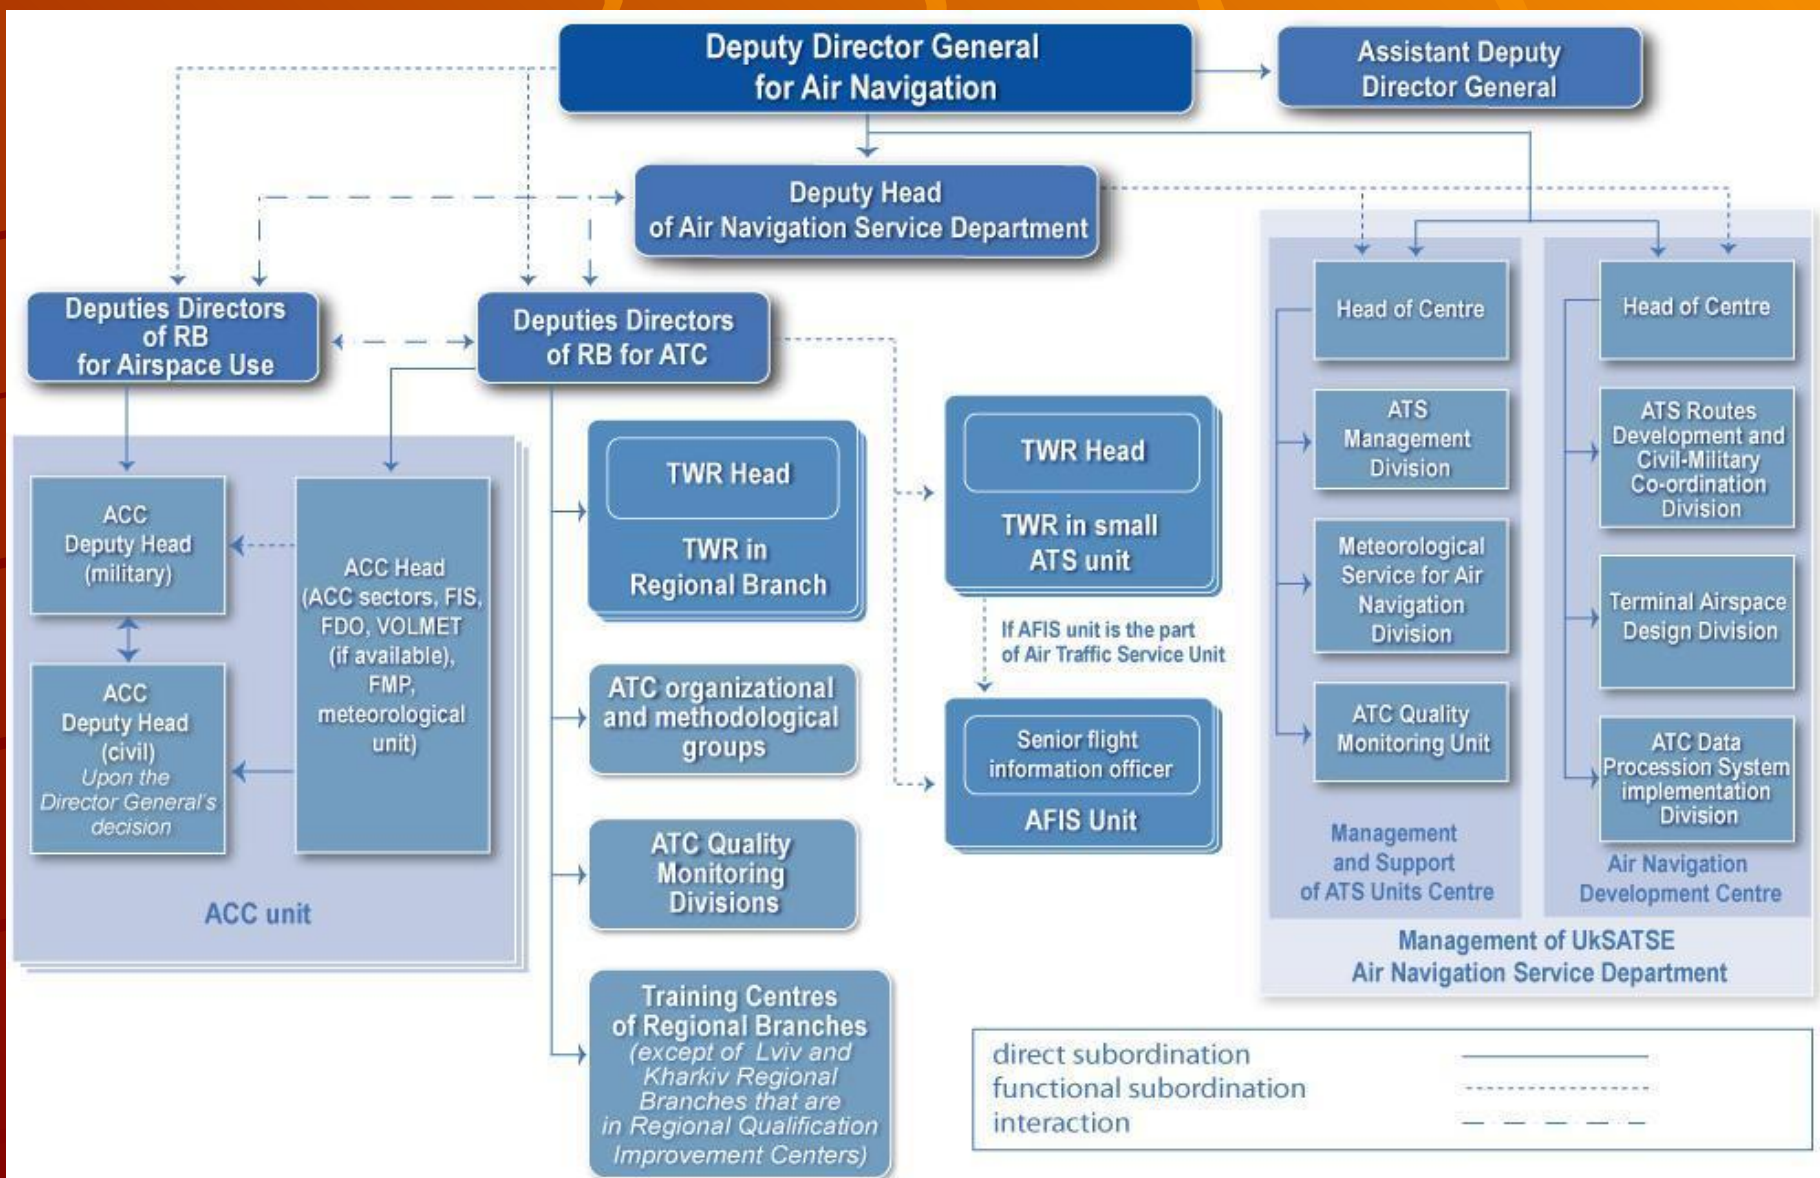 Deputy Director General
for Air Navigation
Assistant Deputy
Director General
Deputy Head
of Air Navigation Service Department
Deputies Directors
of RB
for Airspace Use
Deputies Directors
of RB for ATC
ACC
Deputy Head
(military)
ACC
Deputy Head
(civil)
Upon the
Director General's
decision
ACC Head
(ACC sectors, FIS,
FDO, VOLMET
(if available),
FMP,
meteorological
unit)
ACC unit
TWR Head
TWR in
Regional Branch
ATC organizational
and methodological
groups
ATC Quality
Monitoring
Divisions
Training Centres
of Regional Branches
(except of Lviv and
Kharkiv Regional
Branches that are
in Regional Qualification
Improvement Centers)
TWR Head
TWR in small
ATS unit
If AFIS unit is the part
of Air Traffic Service Unit
Senior flight
information officer
AFIS Unit
Head of Centre
ATS
Management
Division
Meteorological
Service for Air
Navigation
Division
ATC Quality
Monitoring Unit
Management
and Support
of ATS Units Centre
Head of Centre
ATS Routes
Development and
Civil-Military
Co-ordination
Division
Terminal Airspace
Design Division
ATC Data
Procession System
implementation
Division
Air Navigation
Development Centre
Management of UkSATSE
Air Navigation Service Department
direct subordination
functional subordination
interaction